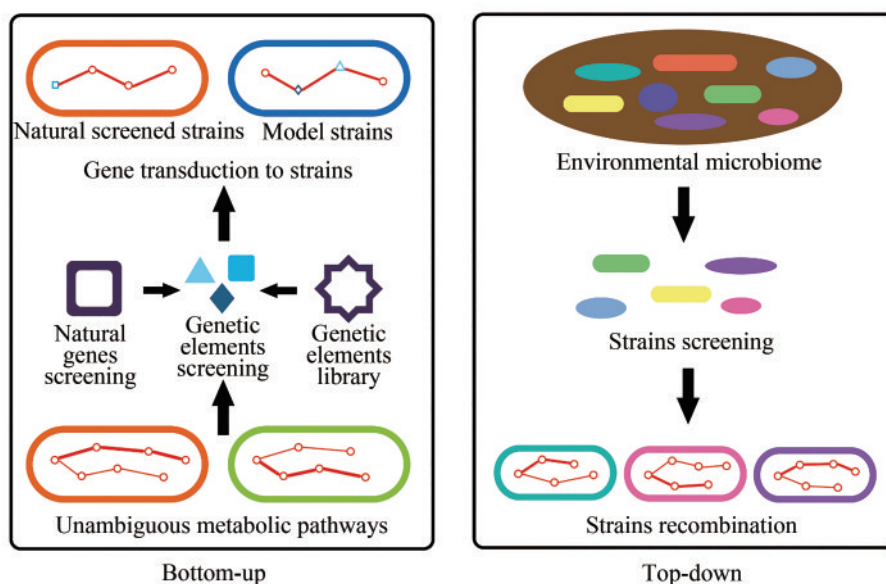 Natural screened strains
Model strains
Gene transduction to strains
Natural
genes
screening
Genetic
elements
screening
Genetic
elements
library
Unambiguous metabolic pathways
Bottom-up
Environmental microbiome
Strains screening
Strains recombination
Top-down